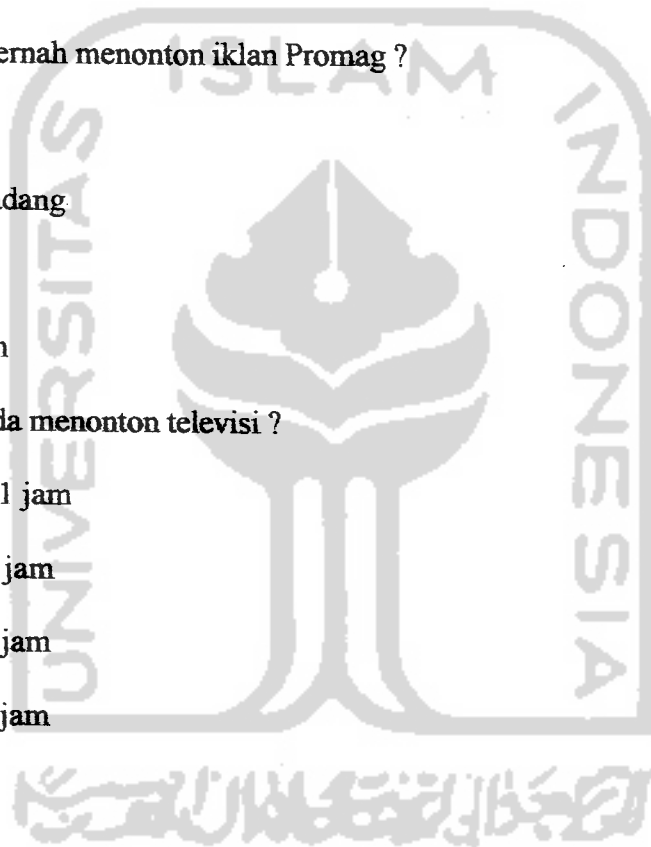 ernah menonton iklan Promag ?
ISLAM
UNIVERSITAS
INDONESIA
dang
n
da menonton televisi ?
1 jam
jam
jam
jam